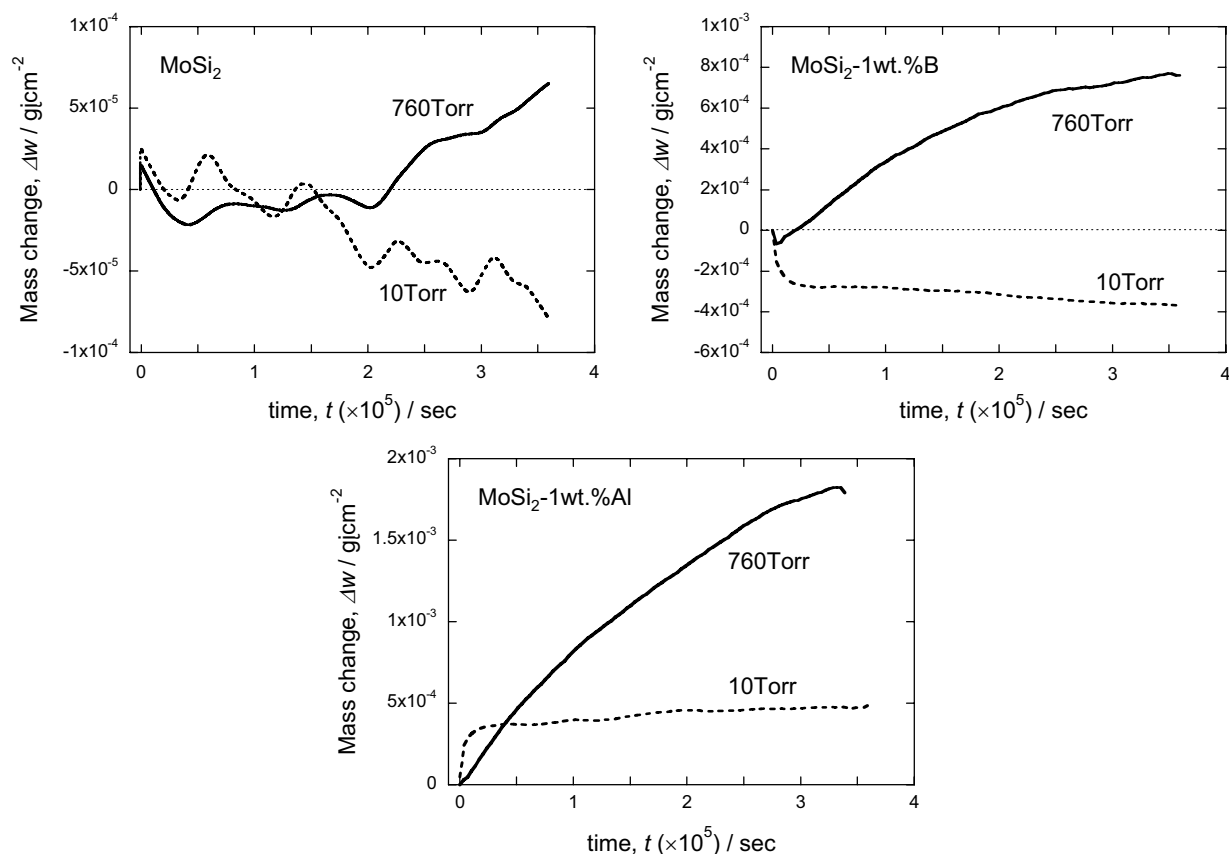 Mass change, Δw / gįcm⁻²
1x10⁻⁴
5x10⁻⁵
0
-5x10⁻⁵
-1x10⁻⁴
MoSi₂
760Torr
10Torr
0 1 2 3 4
time, t (×10⁵) / sec
Mass change, Δw / gįcm⁻²
1x10⁻³
8x10⁻⁴
6x10⁻⁴
4x10⁻⁴
2x10⁻⁴
0
-2x10⁻⁴
-4x10⁻⁴
-6x10⁻⁴
MoSi₂-1wt.%B
760Torr
10Torr
0 1 2 3 4
time, t (×10⁵) / sec
Mass change, Δw / gįcm⁻²
2x10⁻³
1.5x10⁻³
1x10⁻³
5x10⁻⁴
0
MoSi₂-1wt.%Al
760Torr
10Torr
0 1 2 3 4
time, t (×10⁵) / sec